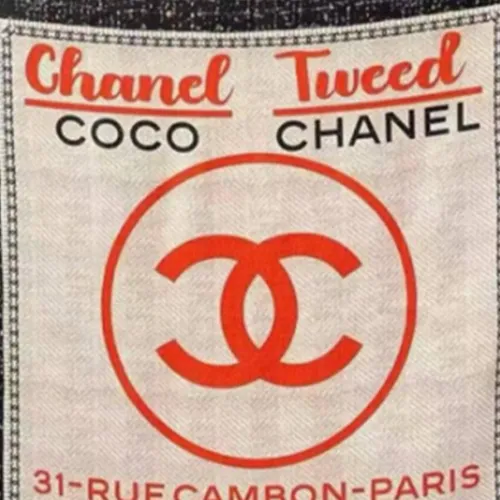 Chanel Tweed
COCO CHANEL
31-RUE CAMBON-PARIS